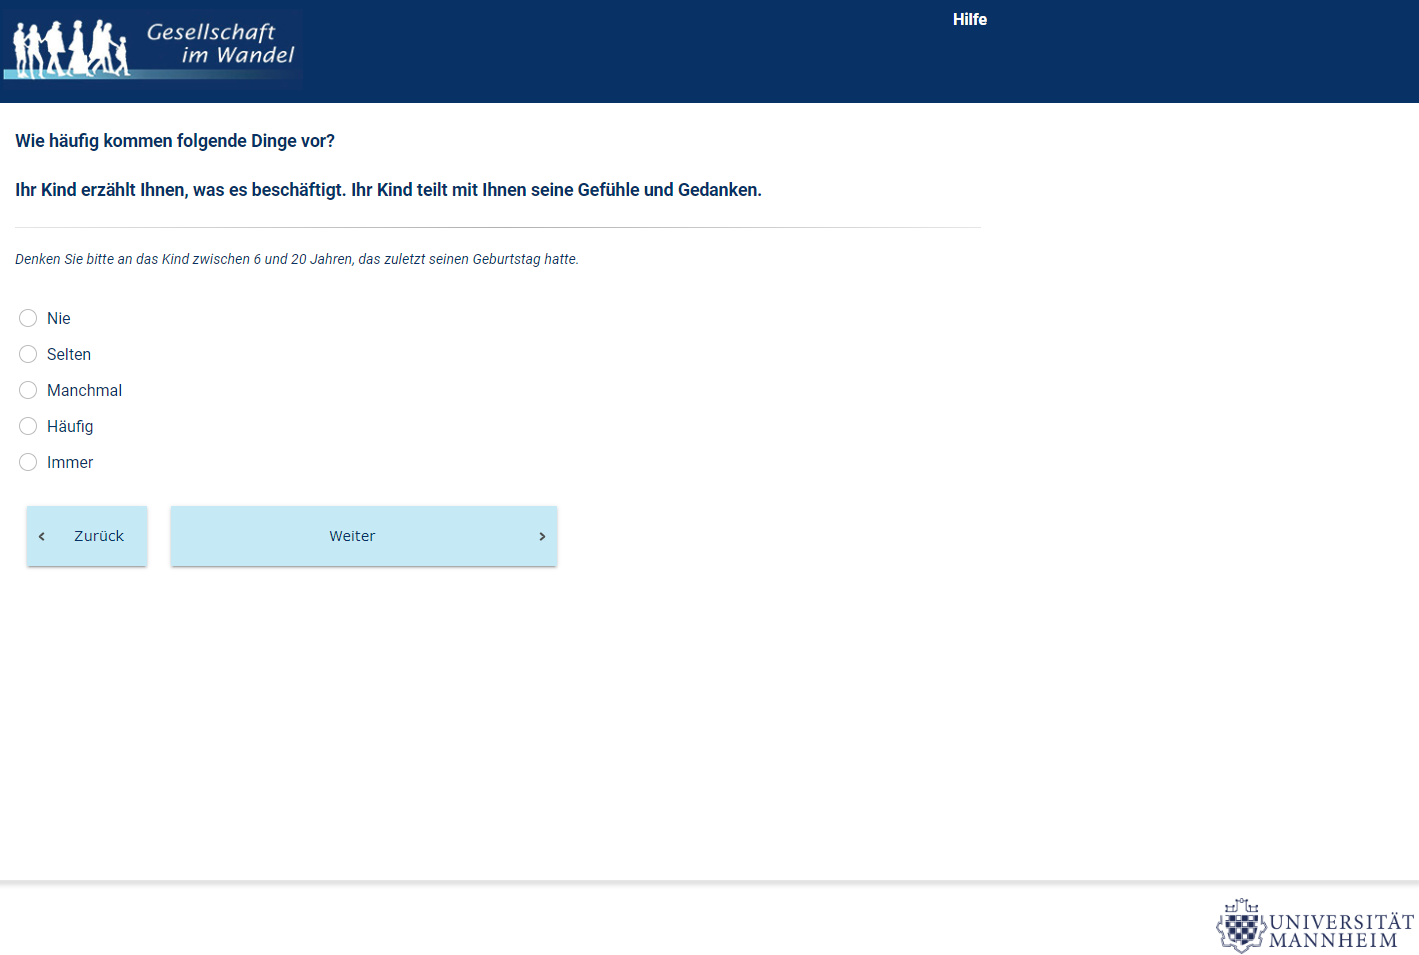 Gesellschaft
im Wandel
Hilfe
Wie häufig kommen folgende Dinge vor?
Ihr Kind erzählt Ihnen, was es beschäftigt. Ihr Kind teilt mit Ihnen seine Gefühle und Gedanken.
Denken Sie bitte an das Kind zwischen 6 und 20 Jahren, das zuletzt seinen Geburtstag hatte.
Nie
Selten
Manchmal
Häufig
Immer
Zurück
Weiter
UNIVERSITÄT
MANNHEIM